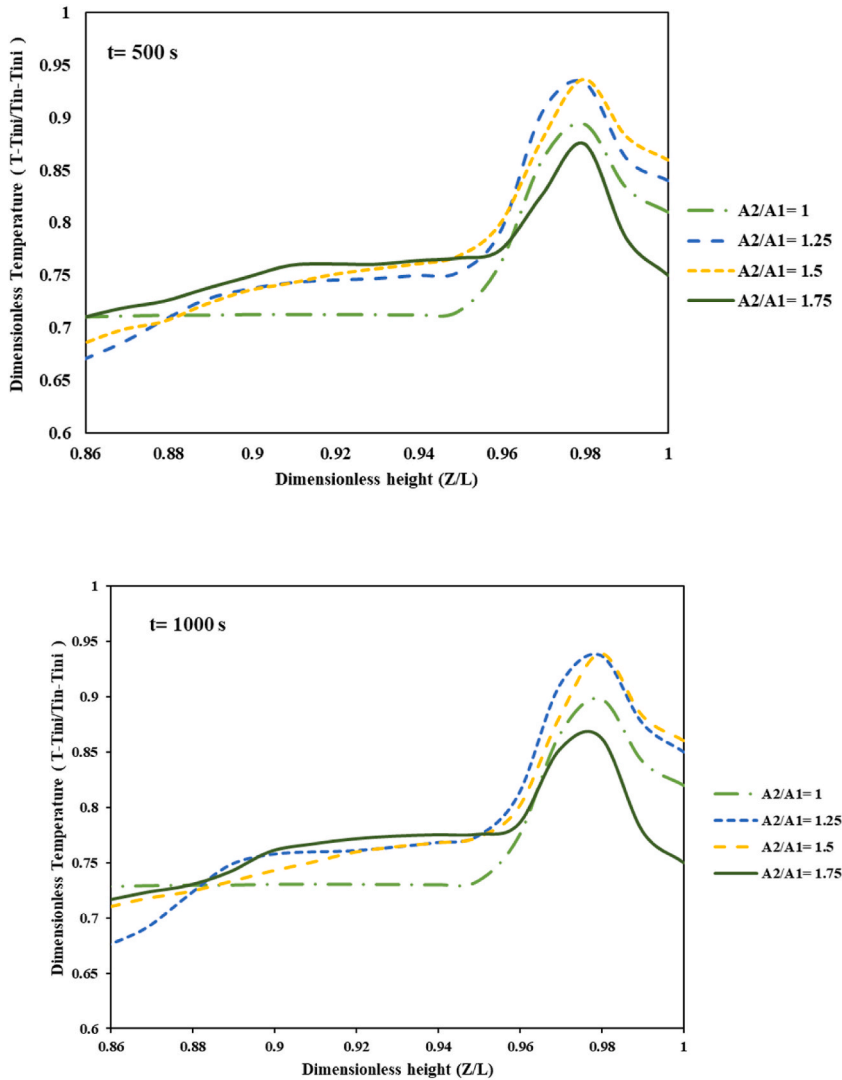 t= 500 s
Dimensionless Temperature ( T-Tini/Tin-Tini )
1
0.95
0.9
0.85
0.8
0.75
0.7
0.65
0.6
0.86
0.88
0.9
0.92
0.94
0.96
0.98
1
Dimensionless height (Z/L)
A2/A1= 1
A2/A1= 1.25
A2/A1= 1.5
A2/A1= 1.75
t= 1000 s
Dimensionless Temperature ( T-Tini/Tin-Tini )
1
0.95
0.9
0.85
0.8
0.75
0.7
0.65
0.6
0.86
0.88
0.9
0.92
0.94
0.96
0.98
1
Dimensionless height (Z/L)
A2/A1= 1
A2/A1= 1.25
A2/A1= 1.5
A2/A1= 1.75